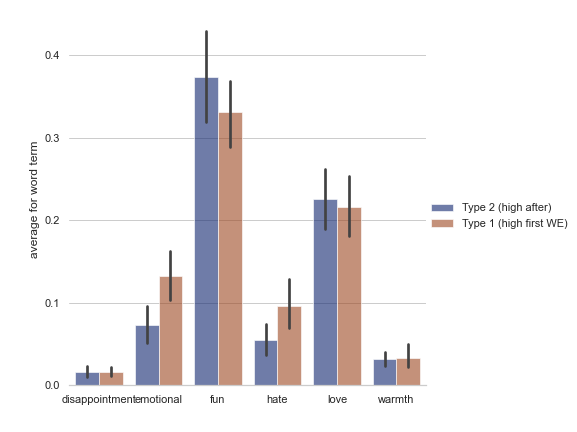 0.4
0.3
0.2
0.1
0.0
average for word term
disappointment emotional fun hate love warmth
Type 2 (high after)
Type 1 (high first WE)